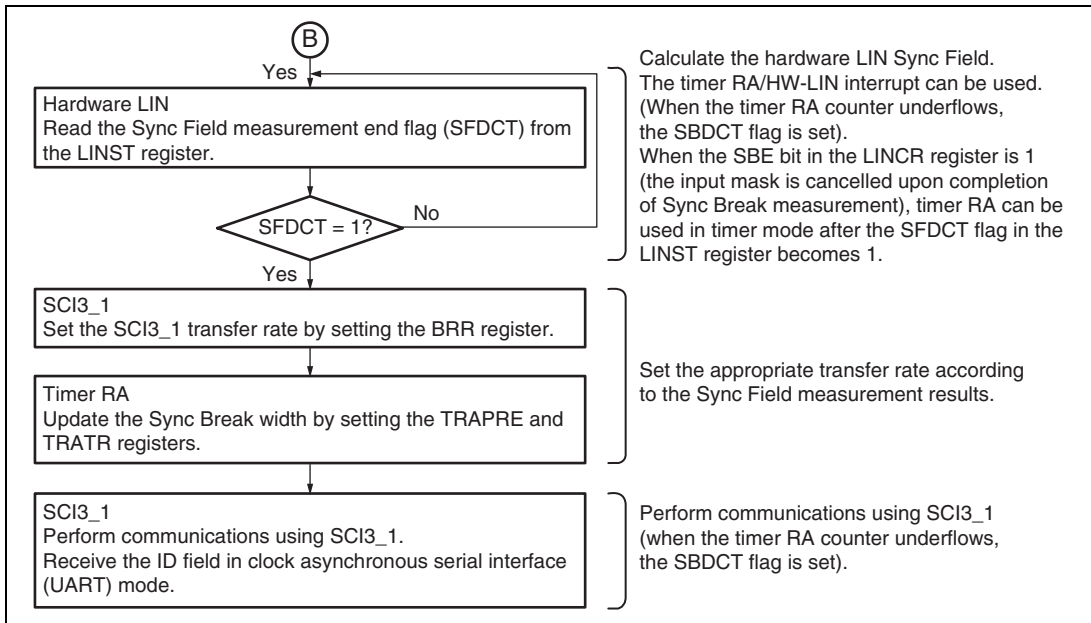 B
Yes
Hardware LIN
Read the Sync Field measurement end flag (SFDCT) from
the LINST register.
SFDCT = 1?
No
Yes
Calculate the hardware LIN Sync Field.
The timer RA/HW-LIN interrupt can be used.
(When the timer RA counter underflows,
the SBDCT flag is set).
When the SBE bit in the LINCR register is 1
(the input mask is cancelled upon completion
of Sync Break measurement), timer RA can be
used in timer mode after the SFDCT flag in the
LINST register becomes 1.
SCI3_1
Set the SCI3_1 transfer rate by setting the BRR register.
Timer RA
Update the Sync Break width by setting the TRAPRE and
TRATR registers.
Set the appropriate transfer rate according
to the Sync Field measurement results.
SCI3_1
Perform communications using SCI3_1.
Receive the ID field in clock asynchronous serial interface
(UART) mode.
Perform communications using SCI3_1
(when the timer RA counter underflows,
the SBDCT flag is set).